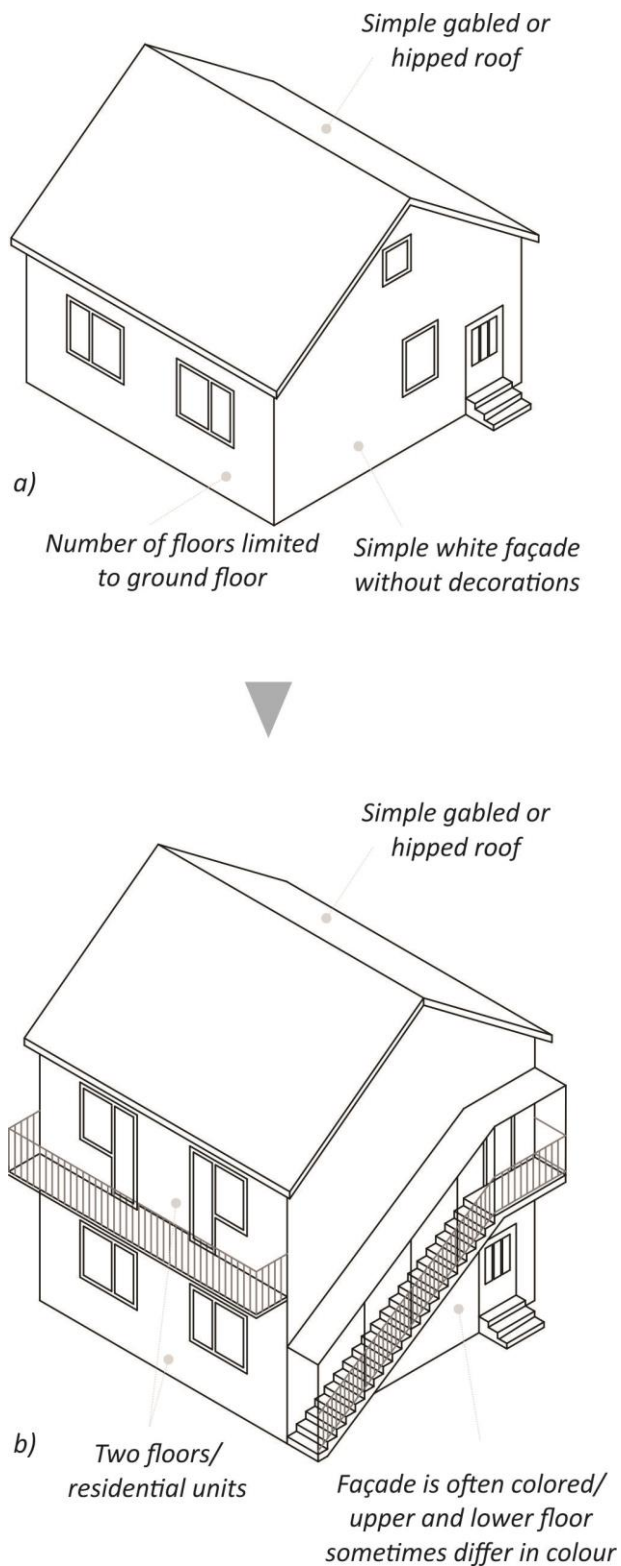 Simple gabled or
hipped roof
a)
Number of floors limited
to ground floor
Simple white façade
without decorations
Simple gabled or
hipped roof
b)
Two floors/
residential units
Façade is often colored/
upper and lower floor
sometimes differ in colour